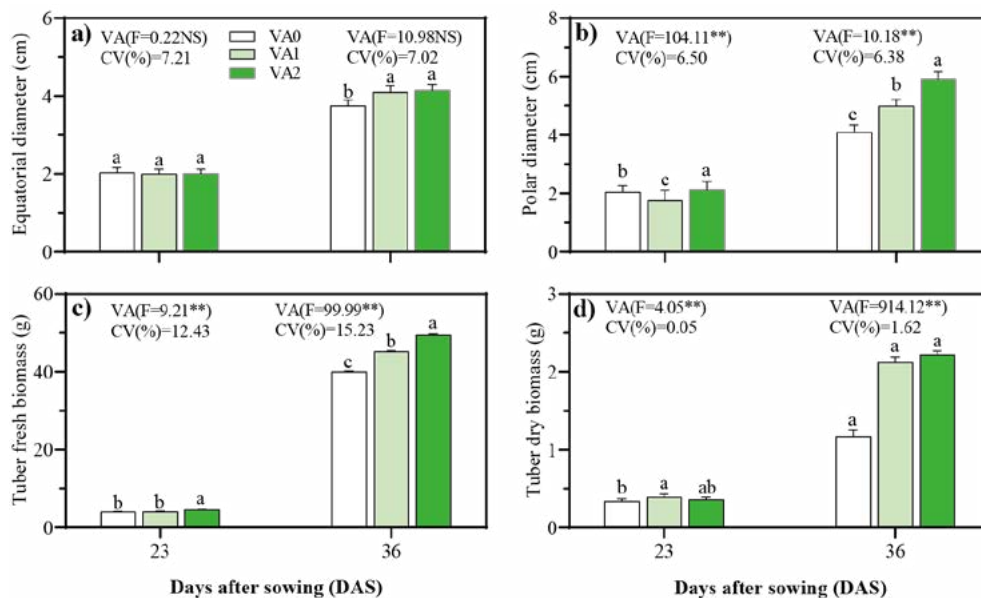 a)
VA(F=0.22NS)
CV(%)=7.21
VA0
VA1
VA2
VA(F=10.98NS)
CV(%)=7.02
Equatorial diameter (cm)
6
4
2
0
a
a
a
b
a
a
b)
VA(F=104.11**)
CV(%)=6.50
VA(F=10.18**)
CV(%)=6.38
Polar diameter (cm)
8
6
4
2
0
b
c
a
c
b
a
c)
VA(F=9.21**)
CV(%)=12.43
VA(F=99.99**)
CV(%)=15.23
Tuber fresh biomass (g)
60
40
20
0
b
b
a
c
b
a
23
36
Days after sowing (DAS)
d)
VA(F=4.05**)
CV(%)=0.05
VA(F=914.12**)
CV(%)=1.62
Tuber dry biomass (g)
3
2
1
0
b
a
ab
a
a
a
23
36
Days after sowing (DAS)